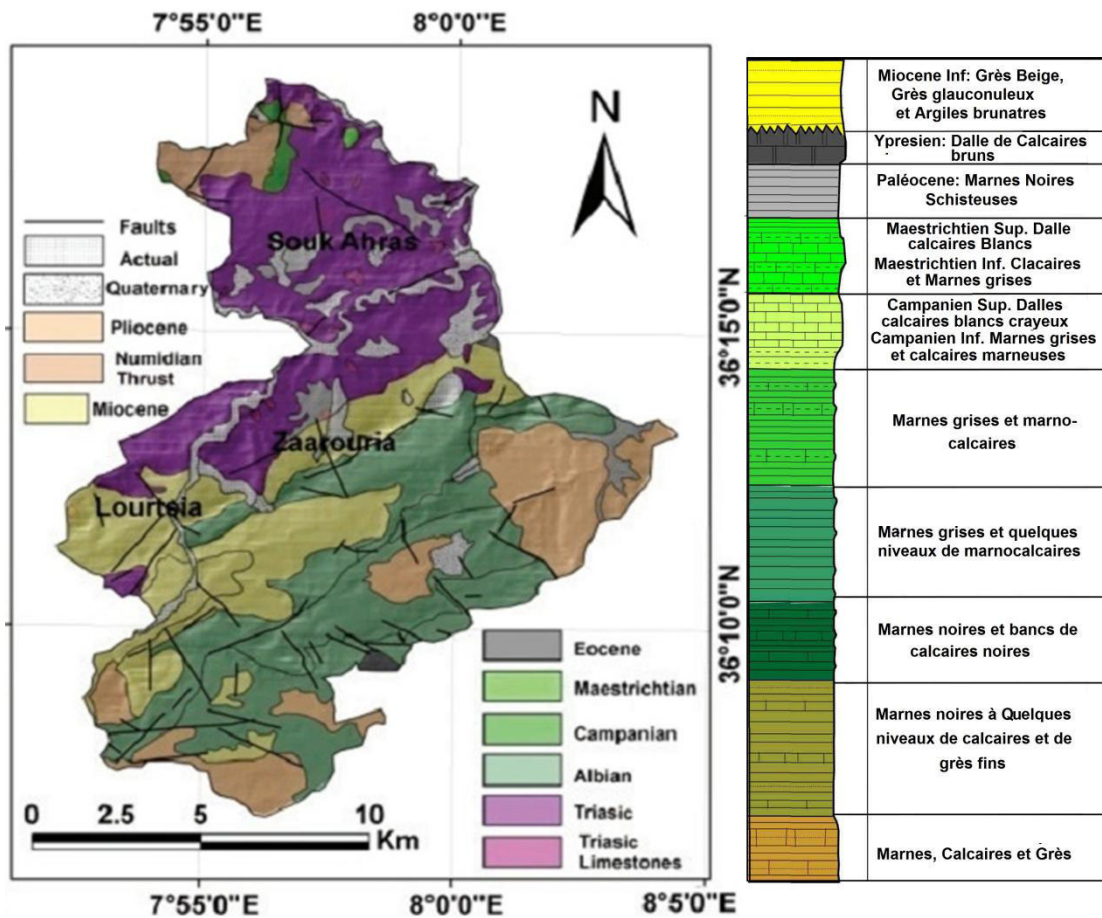 7°55'0"E
8°0'0"E
N
Faults
Actual
Quaternary
Pliocene
Numidian
Thrust
Miocene
Souk Ahras
Zaarouria
Lourteia
36°15'0"N
36°10'0"N
Eocene
Maestrichtian
Campanian
Albian
Triasic
Triasic
Limestones
0 2.5 5 10
Km
7°55'0"E
8°0'0"E
8°5'0"E
Miocene Inf: Grès Beige,
Grès glauconuleux
et Argiles brunatres
Ypresien: Dalle de Calcaires
bruns
Paléocene: Marnes Noires
Schisteuses
Maestrichtien Sup. Dalle
calcaires Blancs
Maestrichtien Inf. Clacaires
et Marnes grises
Campanien Sup. Dalles
calcaires blancs crayeux
Campanien Inf. Marnes grises
et calcaires marneuses
Marnes grises et marno-
calcaires
Marnes grises et quelques
niveaux de marnocalcaires
Marnes noires et bancs de
calcaires noires
Marnes noires à Quelques
niveaux de calcaires et de
grès fins
Marnes, Calcaires et Grès